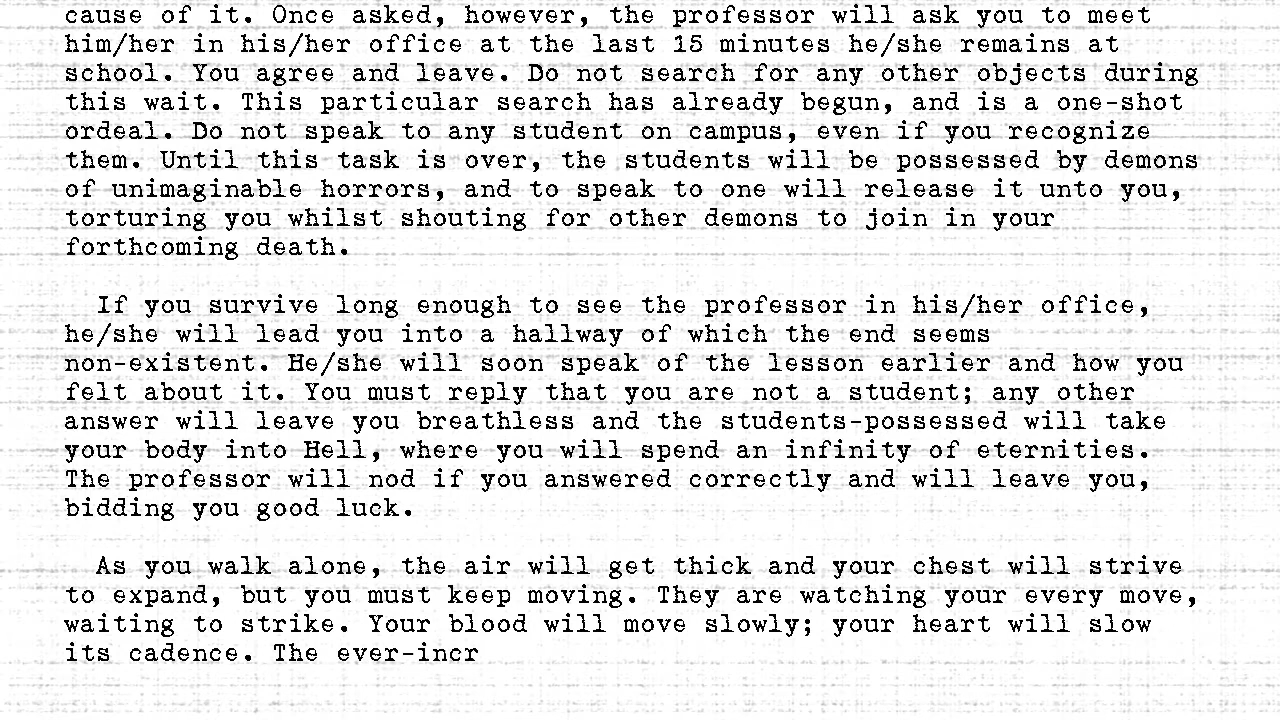 cause of it. Once asked, however, the professor will ask you to meet
him/her in his/her office at the last 15 minutes he/she remains at
school. You agree and leave. Do not search for any other objects during
this wait. This particular search has already begun, and is a one-shot
ordeal. Do not speak to any student on campus, even if you recognize
them. Until this task is over, the students will be possessed by demons
of unimaginable horrors, and to speak to one will release it unto you,
torturing you whilst shouting for other demons to join in your
forthcoming death.
If you survive long enough to see the professor in his/her office,
he/she will lead you into a hallway of which the end seems
non-existent. He/she will soon speak of the lesson earlier and how you
felt about it. You must reply that you are not a student; any other
answer will leave you breathless and the students-possessed will take
your body into Hell, where you will spend an infinity of eternities.
The professor will nod if you answered correctly and will leave you,
bidding you good luck.
As you walk alone, the air will get thick and your chest will strive
to expand, but you must keep moving. They are watching your every move,
waiting to strike. Your blood will move slowly; your heart will slow
its cadence. The ever-incr